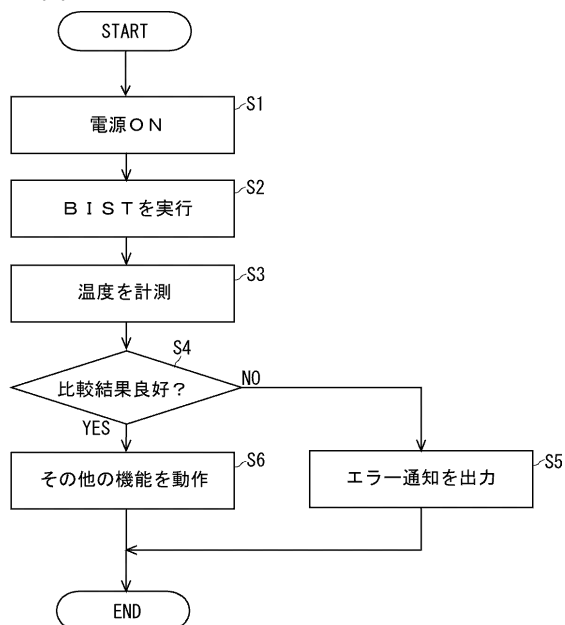 START
S1
電源ＯＮ
S2
ＢＩＳＴを実行
S3
温度を計測
S4
比較結果良好？
NO
YES
S6
その他の機能を動作
S5
エラー通知を出力
END